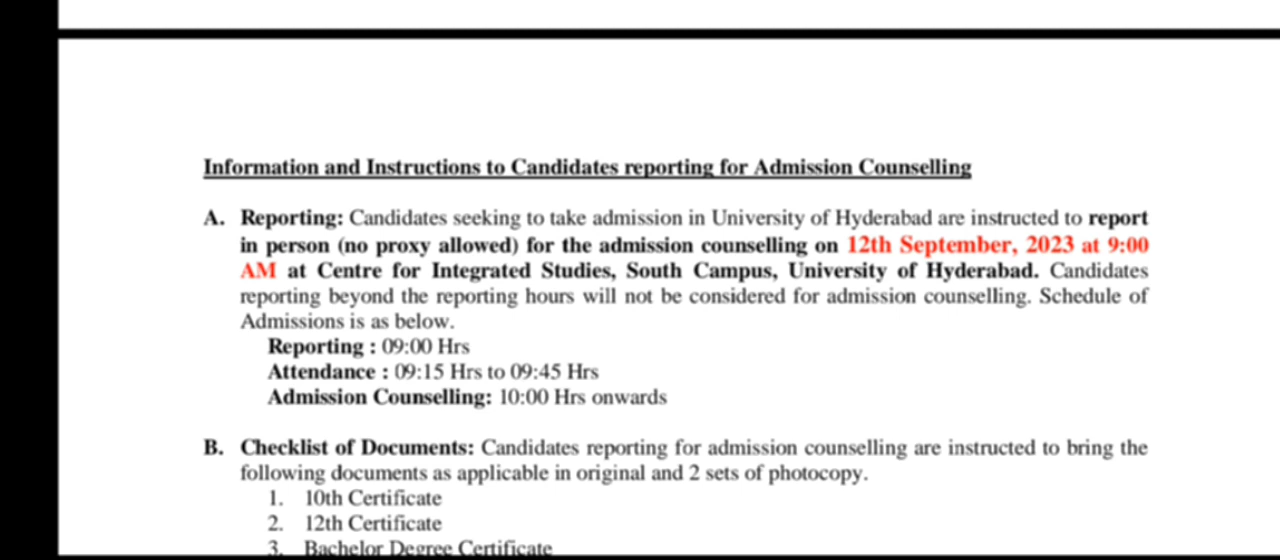 Information and Instructions to Candidates reporting for Admission Counselling
A. Reporting: Candidates seeking to take admission in University of Hyderabad are instructed to report
in person (no proxy allowed) for the admission counselling on 12th September, 2023 at 9:00
AM at Centre for Integrated Studies, South Campus, University of Hyderabad. Candidates
reporting beyond the reporting hours will not be considered for admission counselling. Schedule of
Admissions is as below.
Reporting : 09:00 Hrs
Attendance : 09:15 Hrs to 09:45 Hrs
Admission Counselling: 10:00 Hrs onwards
B. Checklist of Documents: Candidates reporting for admission counselling are instructed to bring the
following documents as applicable in original and 2 sets of photocopy.
1. 10th Certificate
2. 12th Certificate
3. Bachelor Degree Certificate